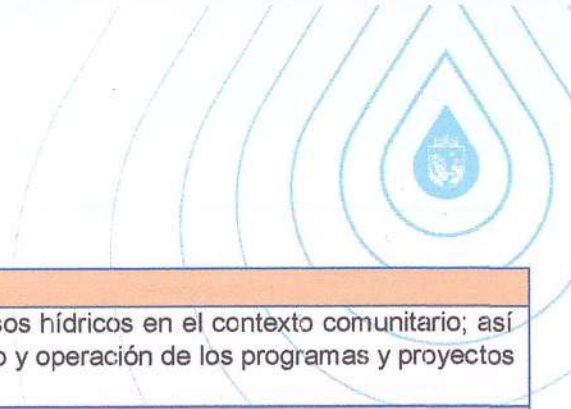 sos hídricos en el contexto comunitario; así
o y operación de los programas y proyectos